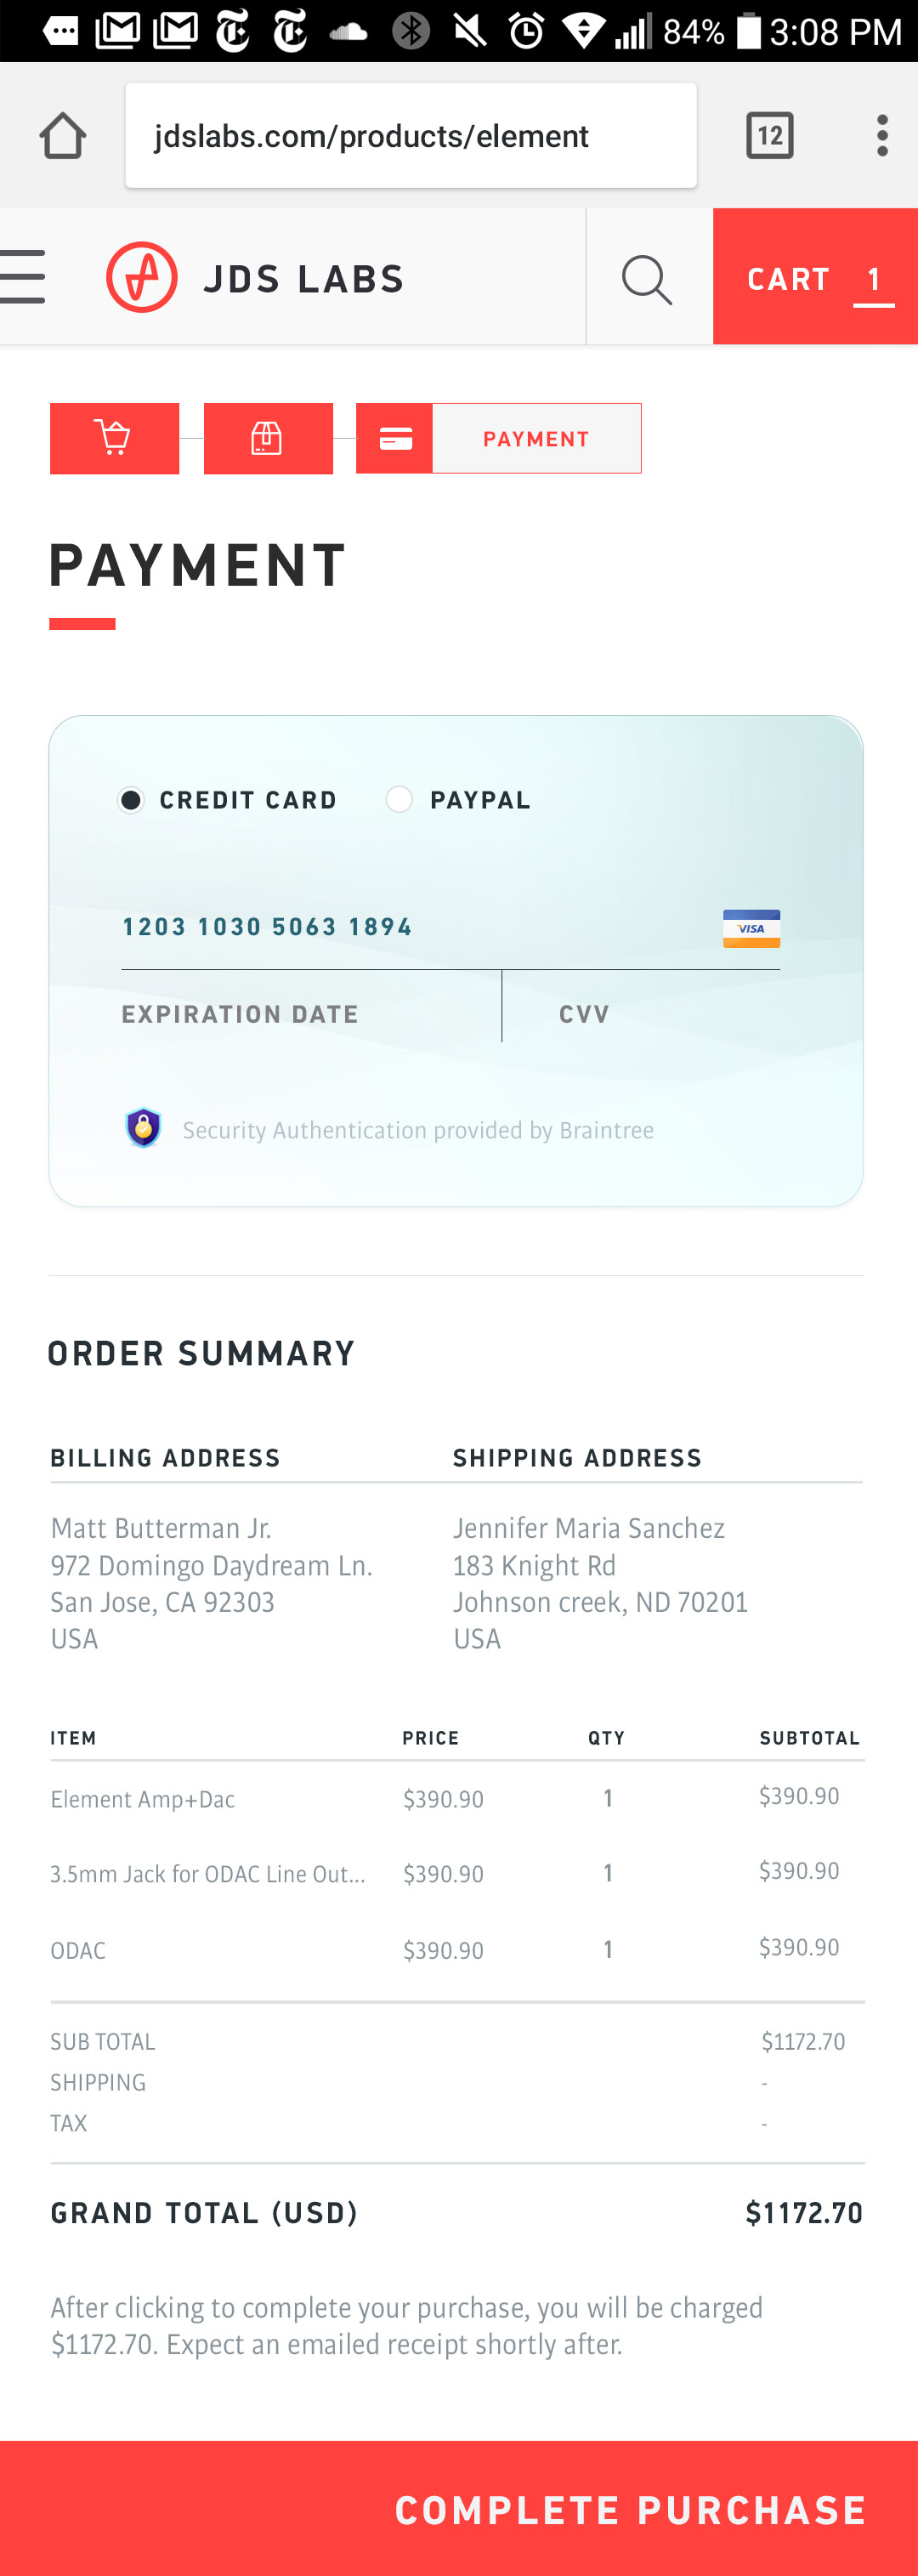 84% 3:08 PM
jdslabs.com/products/element
12
JDS LABS
CART 1
PAYMENT
PAYMENT
CREDIT CARD PAYPAL
1203 1030 5063 1894
VISA
EXPIRATION DATE CVV
Security Authentication provided by Braintree
ORDER SUMMARY
BILLING ADDRESS SHIPPING ADDRESS
Matt Butterman Jr. Jennifer Maria Sanchez
972 Domingo Daydream Ln. 183 Knight Rd
San Jose, CA 92303 Johnson creek, ND 70201
USA USA
ITEM PRICE QTY SUBTOTAL
Element Amp+Dac $390.90 1 $390.90
3.5mm Jack for ODAC Line Out... $390.90 1 $390.90
ODAC $390.90 1 $390.90
SUB TOTAL $1172.70
SHIPPING -
TAX -
GRAND TOTAL (USD) $1172.70
After clicking to complete your purchase, you will be charged
$1172.70. Expect an emailed receipt shortly after.
COMPLETE PURCHASE